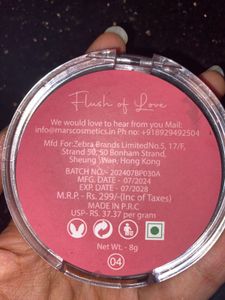 Flush of Love
We would love to hear from you Mail:
info@marscosmetics.in Ph no: +918929492504
Mfd For:Zebra Brands LimitedNo.5, 17/F,
Strand 50, 50 Bonham Strand,
Sheung Wan, Hong Kong
BATCH: 202407BP030A
MFG. DATE - 07/2024
EXP. DATE - 07/2028
M.R.P. - Rs. 299/-(Inc of Taxes)
MADE IN P.R.C
USP- RS. 37.37 per gram
Net Wt. - 8g
04